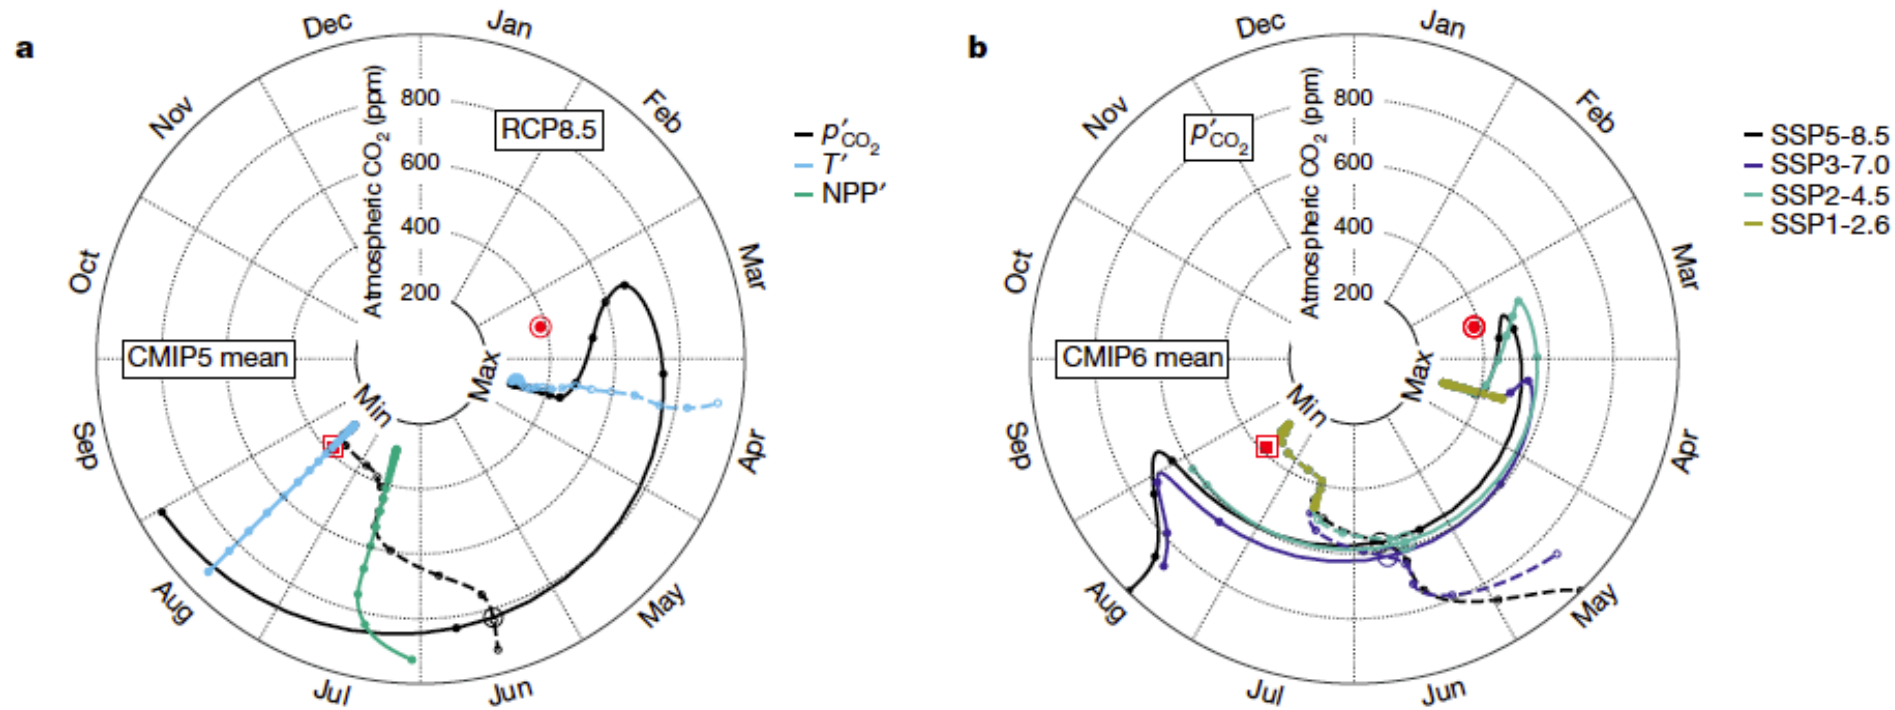 a
Dec
Jan
Nov
Feb
Oct
Mar
Sep
Apr
Aug
May
Jul
Jun
Atmospheric CO₂ (ppm)
800
600
400
200
RCP8.5
CMIP5 mean
Min
Max
p′CO₂
T′
NPP′
b
Dec
Jan
Nov
Feb
Oct
Mar
Sep
Apr
Aug
May
Jul
Jun
Atmospheric CO₂ (ppm)
800
600
400
200
p′CO₂
CMIP6 mean
Min
Max
SSP5-8.5
SSP3-7.0
SSP2-4.5
SSP1-2.6